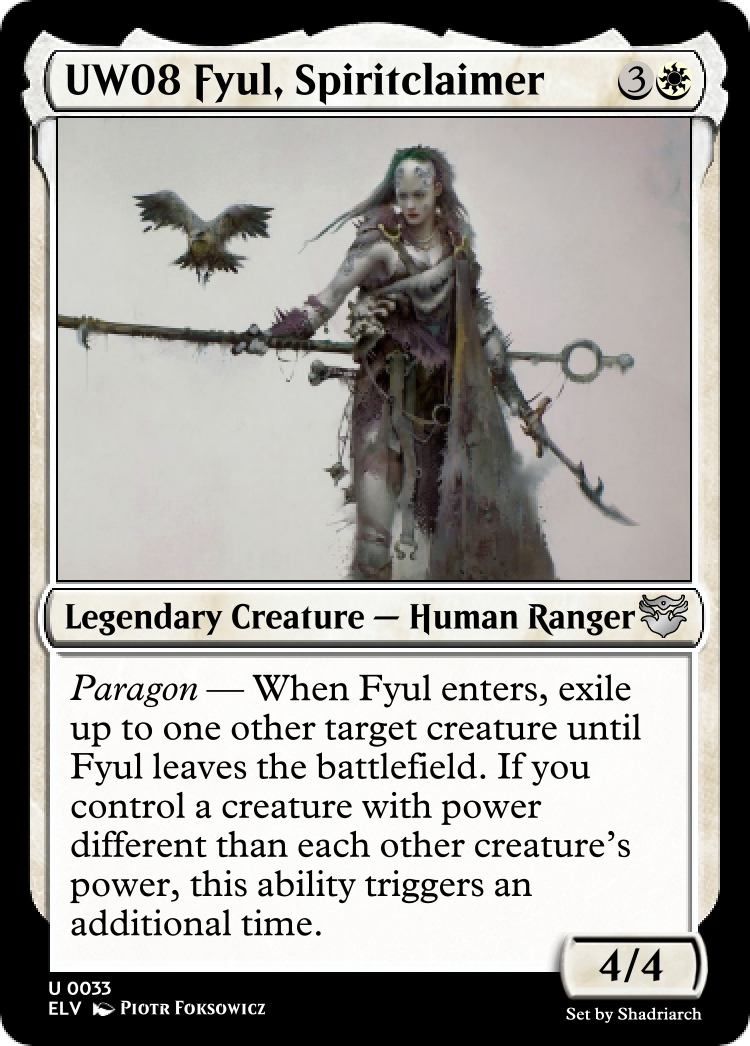 UW08 Fyul, Spiritclaimer 3
Legendary Creature — Human Ranger
Paragon — When Fyul enters, exile
up to one other target creature until
Fyul leaves the battlefield. If you
control a creature with power
different than each other creature's
power, this ability triggers an
additional time.
4/4
U 0033
ELV Piotr Foksowicz
Set by Shadriarch